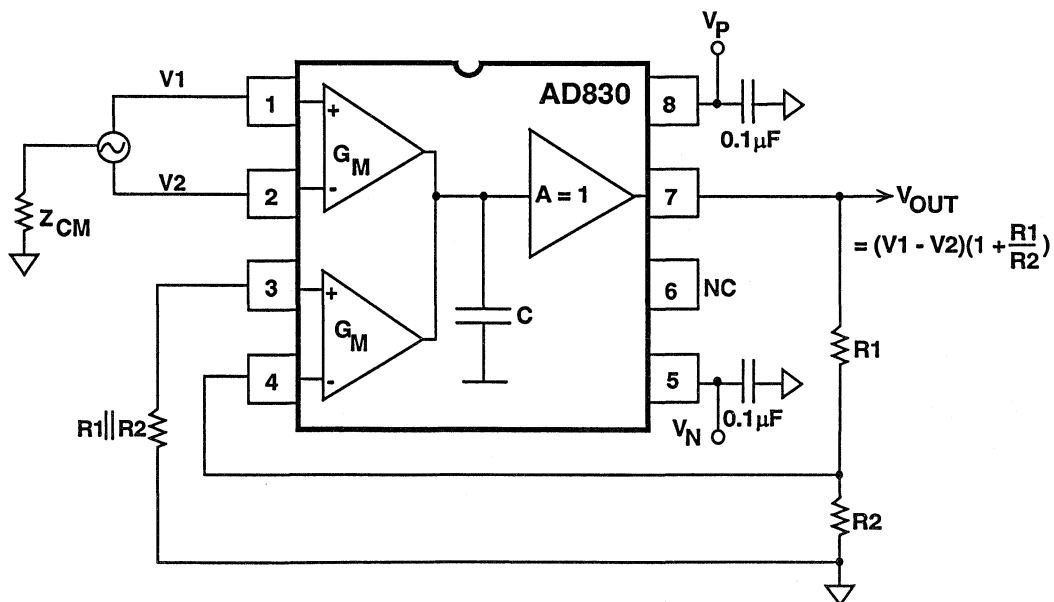 V_P
V1
1
+
G_M
AD830
8
0.1µF
V2
2
-
A = 1
7
V_OUT
Z_CM
= (V1 - V2)(1 + R1/R2)
3
+
6
NC
G_M
C
R1
4
-
5
0.1µF
R1||R2
V_N
R2